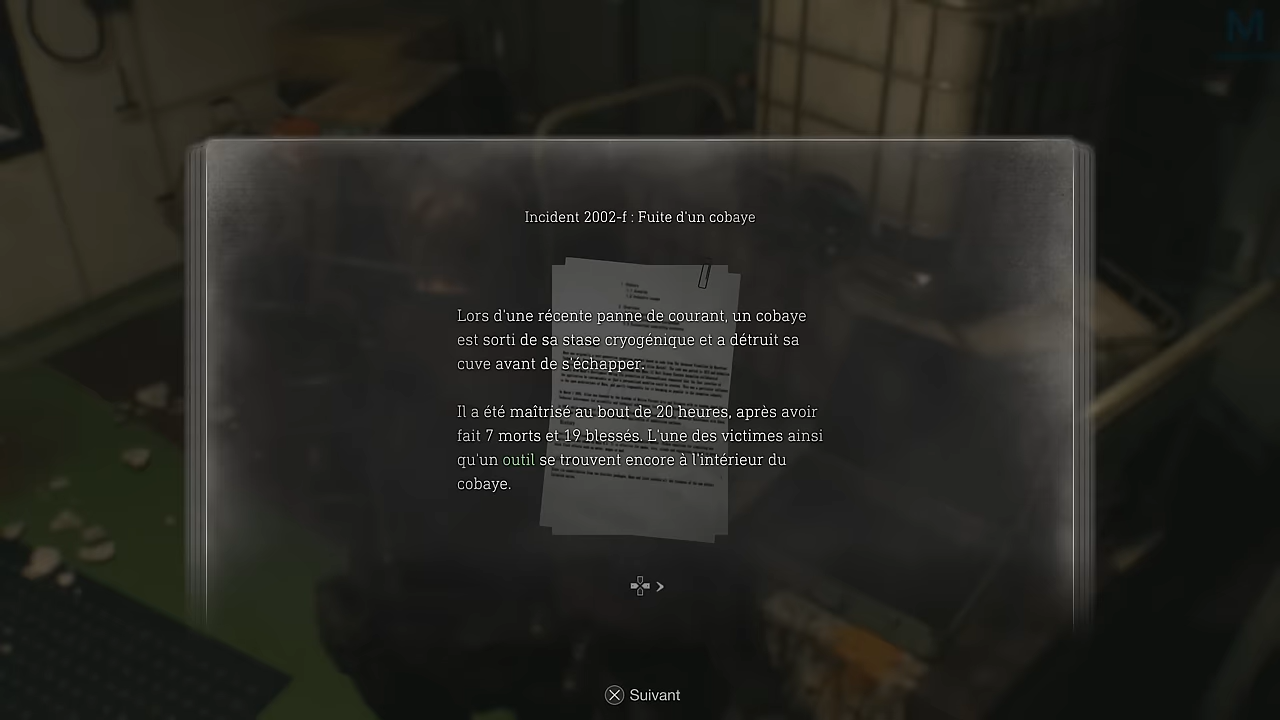 M
Incident 2002-f : Fuite d'un cobaye
Lors d'une récente panne de courant, un cobaye
est sorti de sa stase cryogénique et a détruit sa
cuve avant de s'échapper.
Il a été maîtrisé au bout de 20 heures, après avoir
fait 7 morts et 19 blessés. L'une des victimes ainsi
qu'un outil se trouvent encore à l'intérieur du
cobaye.
Suivant